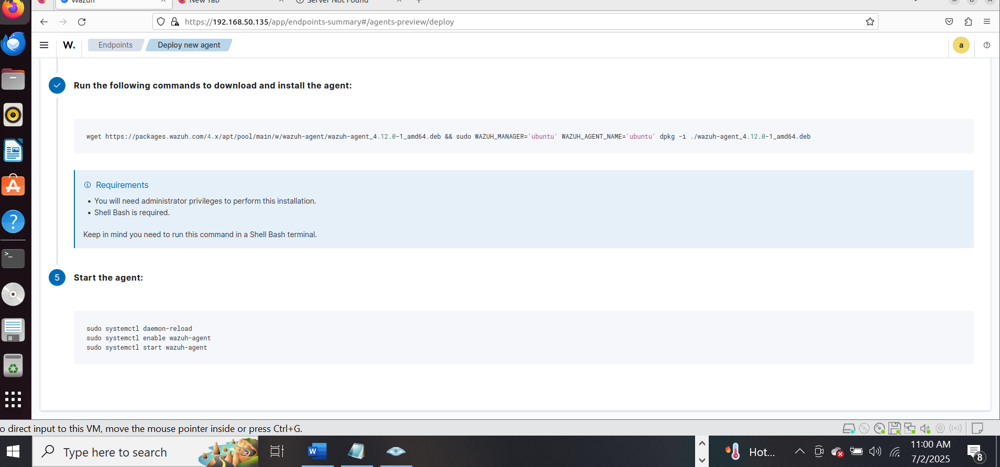 Wazuh
New Tab
Server Not Found
https://192.168.50.135/app/endpoints-summary#/agents-preview/deploy
W.
Endpoints
Deploy new agent
a
Run the following commands to download and install the agent:
wget https://packages.wazuh.com/4.x/apt/pool/main/w/wazuh-agent/wazuh-agent_4.12.0-1_amd64.deb && sudo WAZUH_MANAGER='ubuntu' WAZUH_AGENT_NAME='ubuntu' dpkg -i ./wazuh-agent_4.12.0-1_amd64.deb
Requirements
• You will need administrator privileges to perform this installation.
• Shell Bash is required.
Keep in mind you need to run this command in a Shell Bash terminal.
5
Start the agent:
sudo systemctl daemon-reload
sudo systemctl enable wazuh-agent
sudo systemctl start wazuh-agent
o direct input to this VM, move the mouse pointer inside or press Ctrl+G.
Type here to search
W
Hot...
11:00 AM
7/2/2025
8